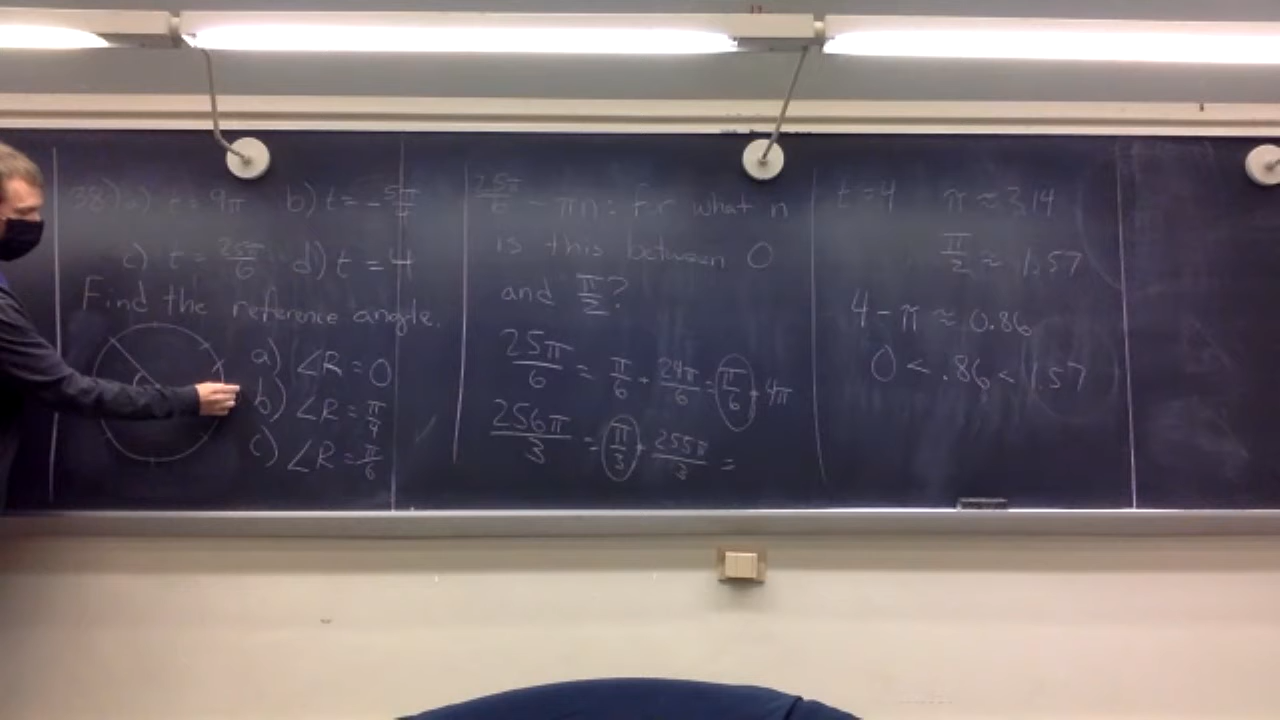 38) a) t = 9π b) t = -5π/4
c) t = 25π/6 d) t = 4
Find the reference angle.
a) ∠R = 0
b) ∠R = π/4
c) ∠R = π/6
25π/6 - πn: for what n
is this between 0
and π/2?
25π/6 = π/6 + 24π/6 = π/6 + 4π
256π/3 = π/3 + 255π/3 =
t = 4 π ≈ 3.14
π/2 ≈ 1.57
4 - π ≈ 0.86
0 < .86 < 1.57